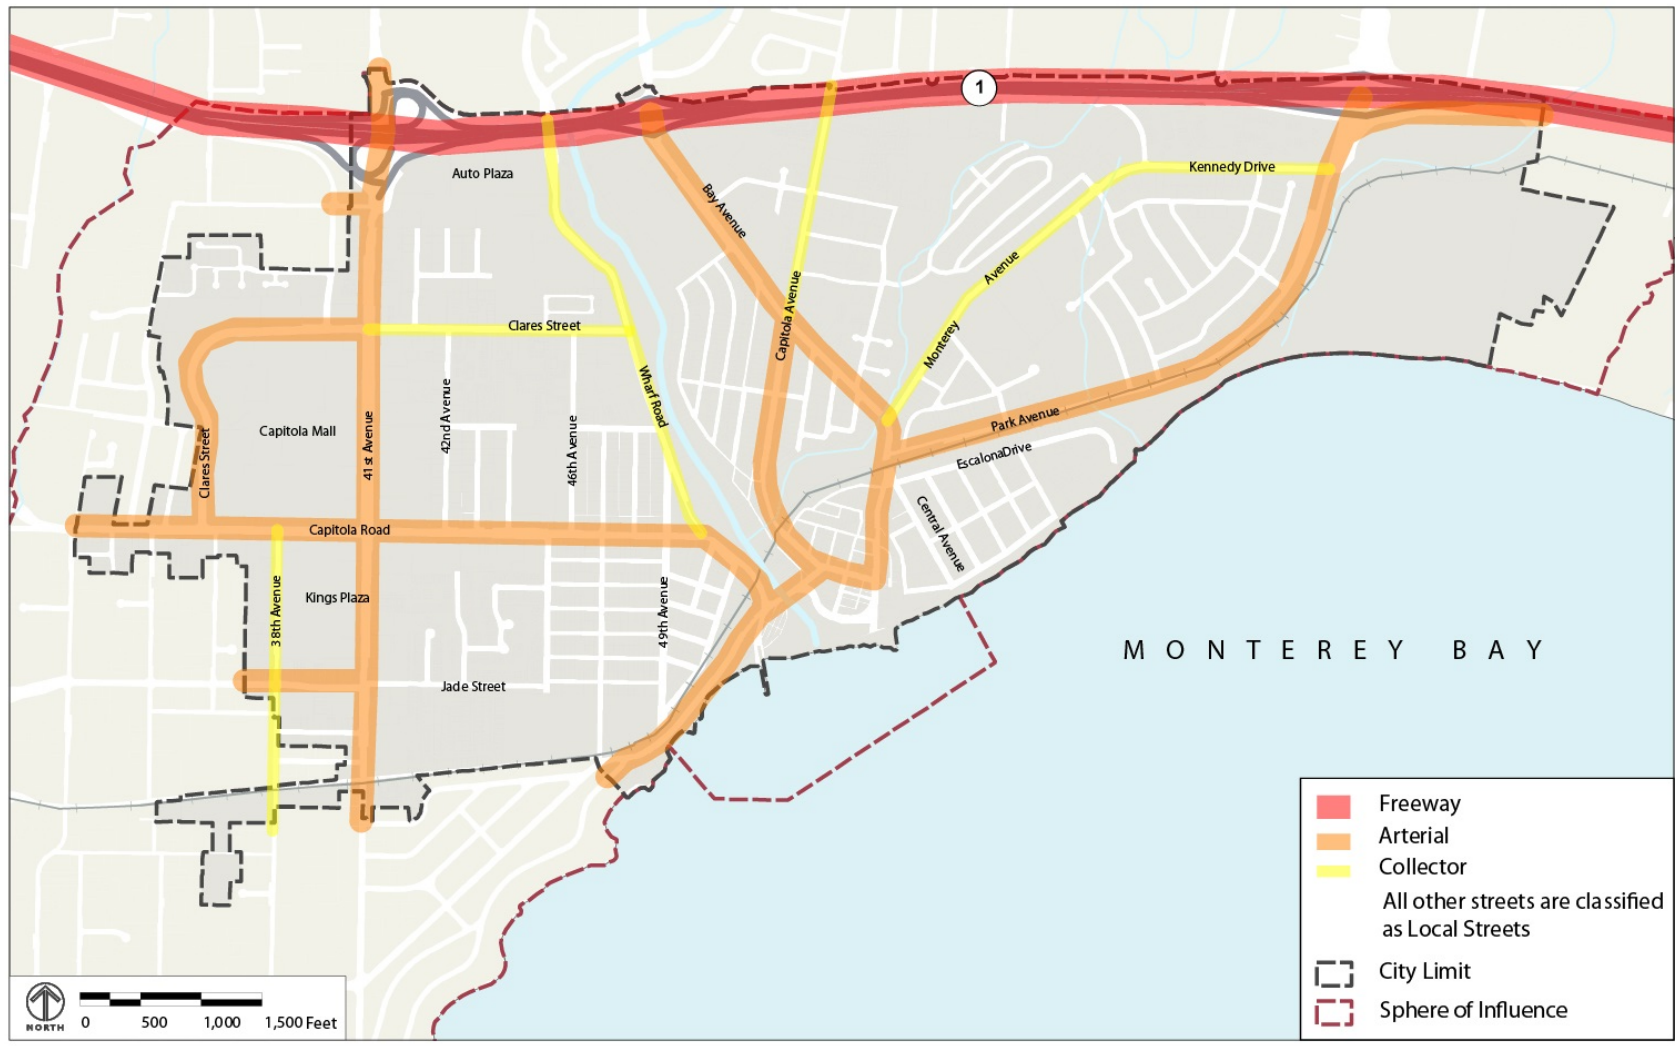 1
Auto Plaza
Kennedy Drive
Bay Avenue
Avenue
Capitola Avenue
Clares Street
Monterey
Wharf Road
42nd Avenue
Capitola Mall
41st Avenue
46th Avenue
Park Avenue
Clares Street
EscalonaDrive
Central Avenue
Capitola Road
38th Avenue
Kings Plaza
49th Avenue
MONTEREY BAY
Jade Street
Freeway
Arterial
Collector
All other streets are classified
as Local Streets
City Limit
Sphere of Influence
NORTH
0 500 1,000 1,500 Feet